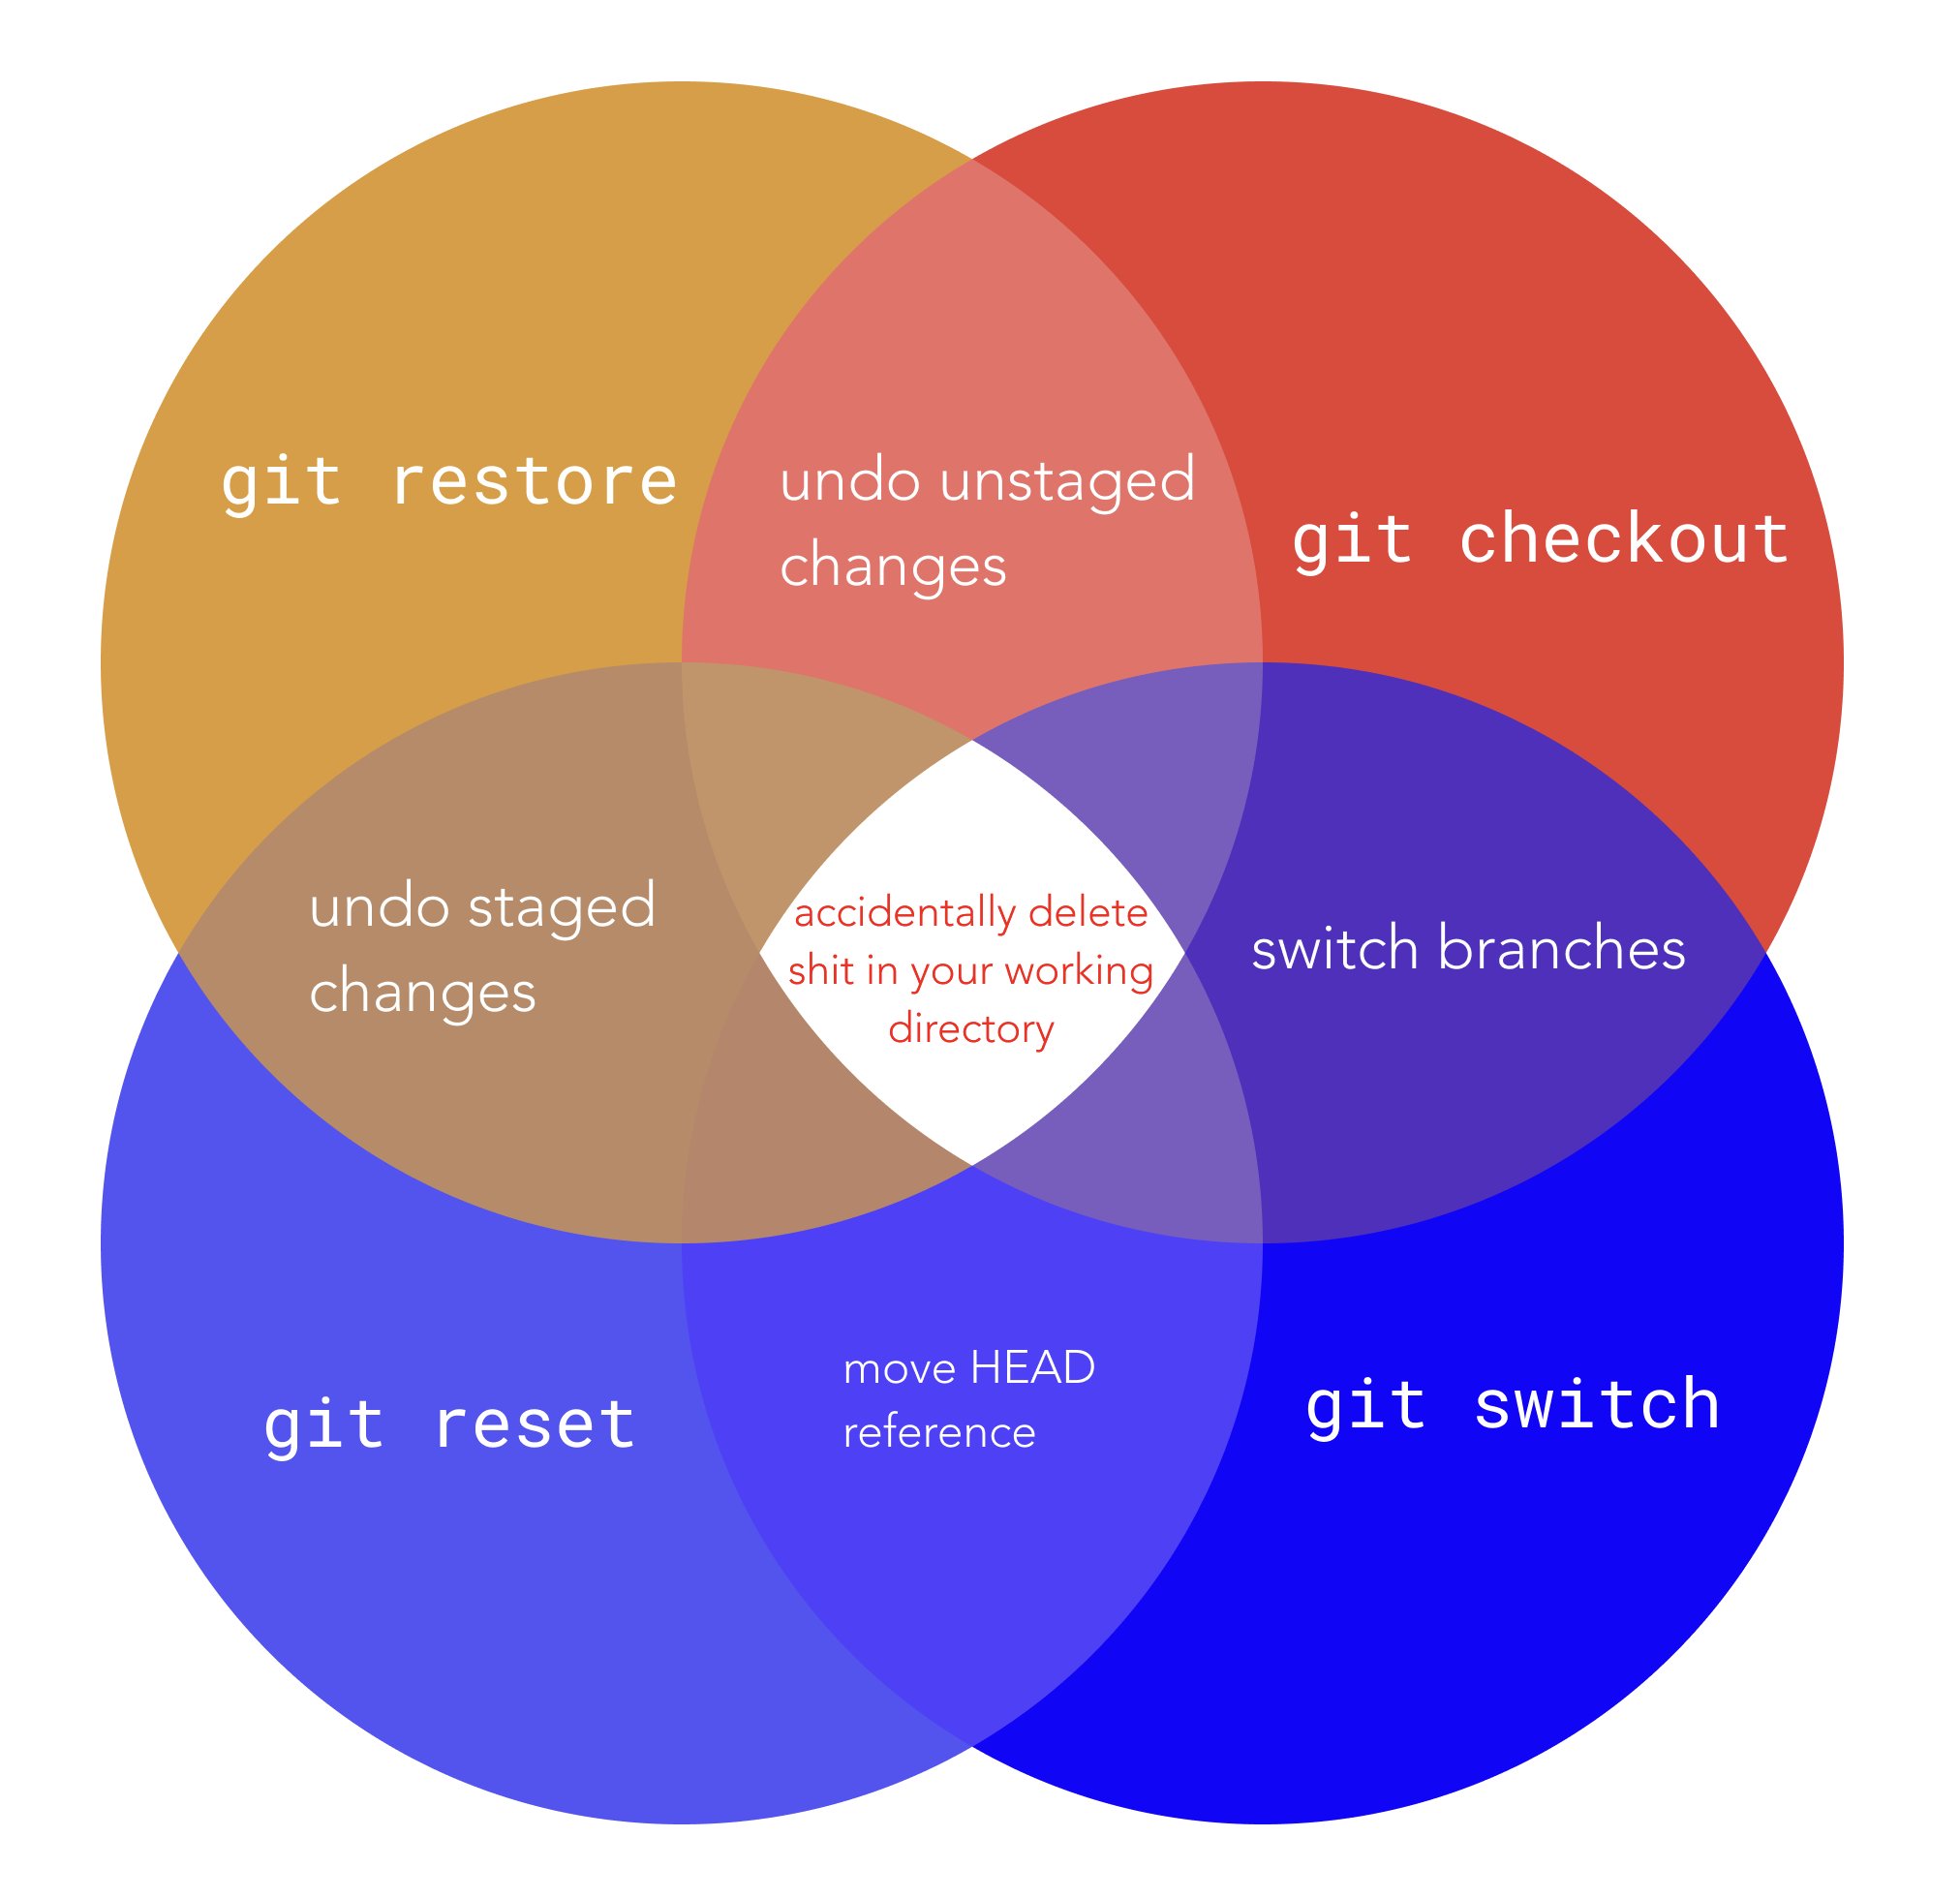 git restore
undo unstaged
changes
git checkout
undo staged
changes
accidentally delete
shit in your working
directory
switch branches
git reset
move HEAD
reference
git switch